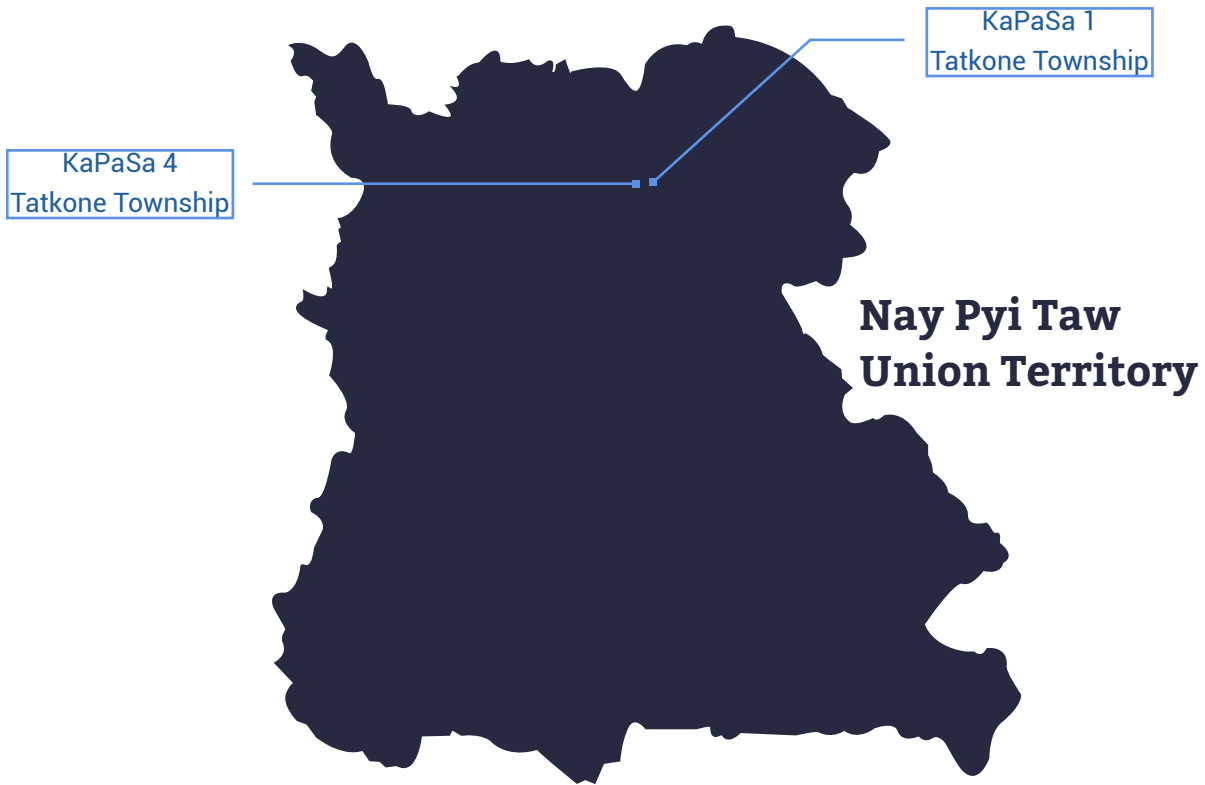 KaPaSa 1
Tatkone Township
KaPaSa 4
Tatkone Township
Nay Pyi Taw
Union Territory